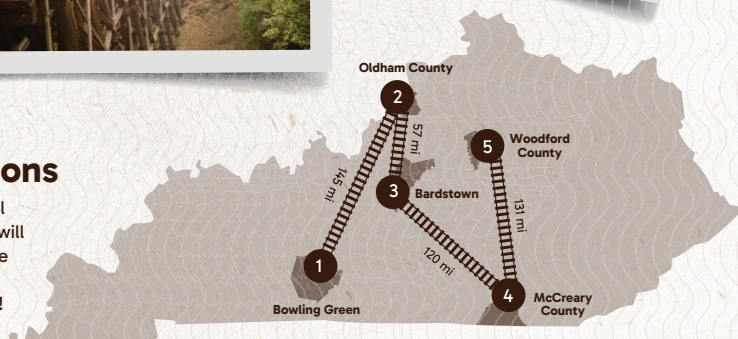 ons
l
will
e
!
Oldham County
2
57 mi
5
Woodford
County
145 mi
3
Bardstown
131 mi
120 mi
1
Bowling Green
4
McCreary
County